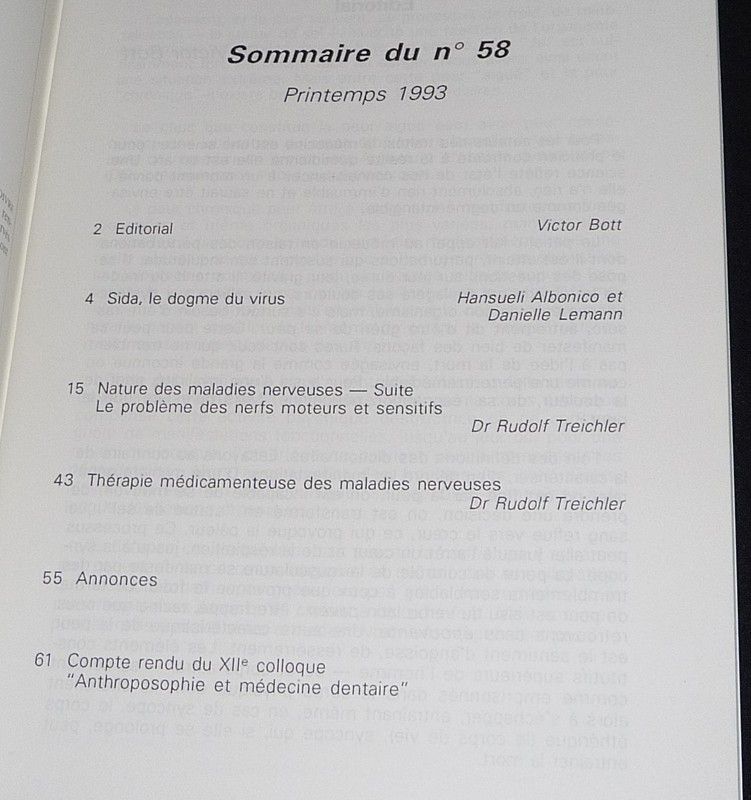 Sommaire du n° 58
Printemps 1993
2 Editorial Victor Bott
4 Sida, le dogme du virus Hansueli Albonico et
Danielle Lemann
15 Nature des maladies nerveuses — Suite
Le problème des nerfs moteurs et sensitifs
Dr Rudolf Treichler
43 Thérapie médicamenteuse des maladies nerveuses
Dr Rudolf Treichler
55 Annonces
61 Compte rendu du XIIe colloque
"Anthroposophie et médecine dentaire"